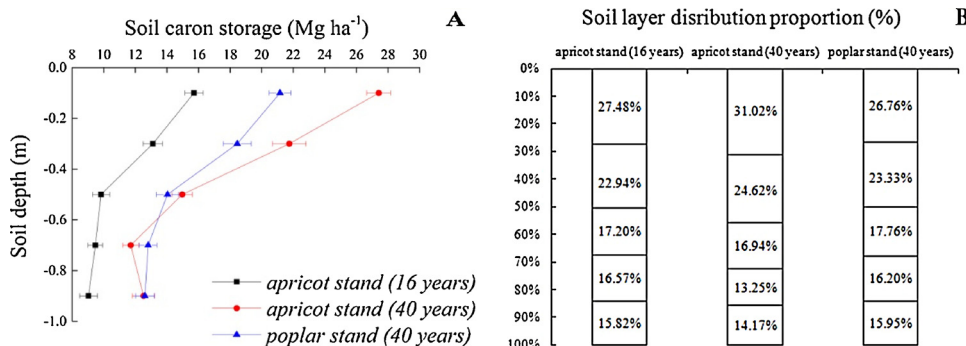 Soil caron storage (Mg ha⁻¹)
A
8 10 12 14 16 18 20 22 24 26 28 30
0.0
-0.2
-0.4
-0.6
-0.8
-1.0
Soil depth (m)
apricot stand (16 years)
apricot stand (40 years)
poplar stand (40 years)
Soil layer disribution proportion (%)
B
apricot stand (16 years) apricot stand (40 years) poplar stand (40 years)
0%
10%
20%
30%
40%
50%
60%
70%
80%
90%
100%
27.48% 31.02% 26.76%
22.94% 24.62% 23.33%
17.20% 16.94% 17.76%
16.57% 13.25% 16.20%
15.82% 14.17% 15.95%